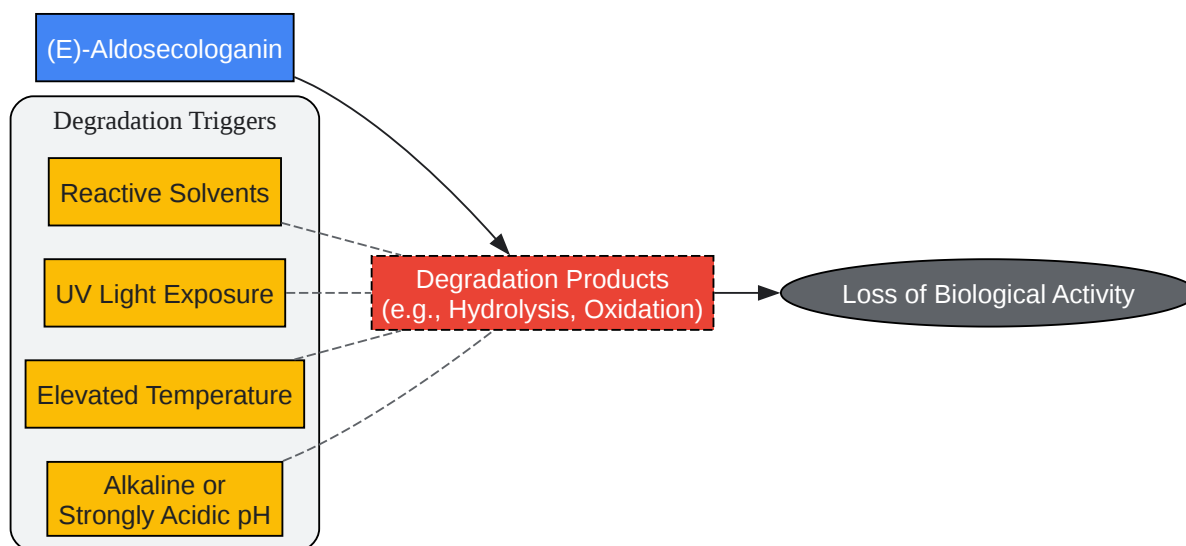 (E)-Aldosecologanin
Degradation Triggers
Reactive Solvents
UV Light Exposure
Elevated Temperature
Alkaline or
Strongly Acidic pH
Degradation Products
(e.g., Hydrolysis, Oxidation)
Loss of Biological Activity